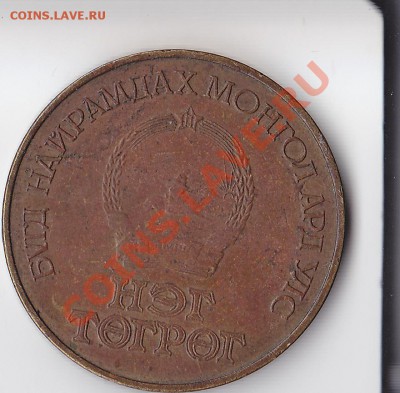 COINS.LAVE.RU
БҮГД НАЙРАМДАХ МОНГОЛ АРД УЛС
НЭГ
ТӨГРӨГ
COINS.LAVE.RU